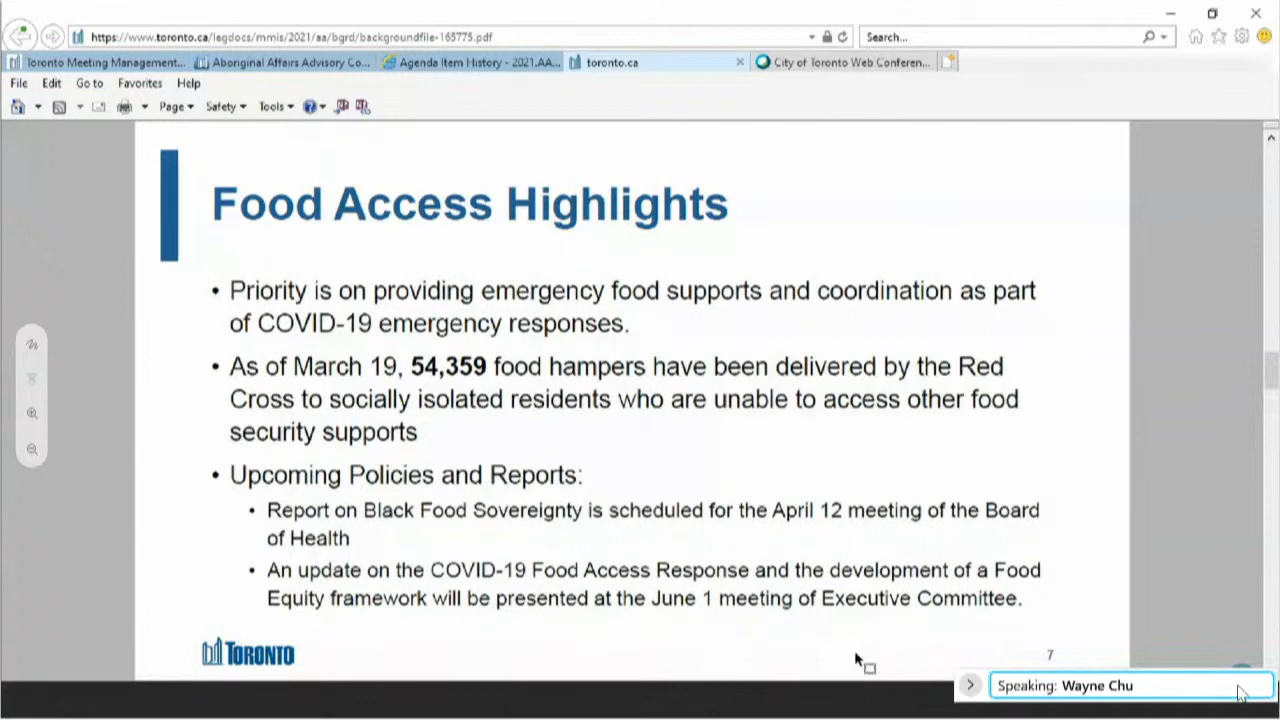 https://www.toronto.ca/legdocs/mmis/2021/aa/bgrd/backgroundfile-165775.pdf
Search...
Toronto Meeting Management...
Aboriginal Affairs Advisory Co...
Agenda Item History - 2021.AA...
toronto.ca
City of Toronto Web Conferen...
File Edit Go to Favorites Help
Page Safety Tools
Food Access Highlights
• Priority is on providing emergency food supports and coordination as part
of COVID-19 emergency responses.
• As of March 19, 54,359 food hampers have been delivered by the Red
Cross to socially isolated residents who are unable to access other food
security supports
• Upcoming Policies and Reports:
• Report on Black Food Sovereignty is scheduled for the April 12 meeting of the Board
of Health
• An update on the COVID-19 Food Access Response and the development of a Food
Equity framework will be presented at the June 1 meeting of Executive Committee.
TORONTO
7
Speaking: Wayne Chu